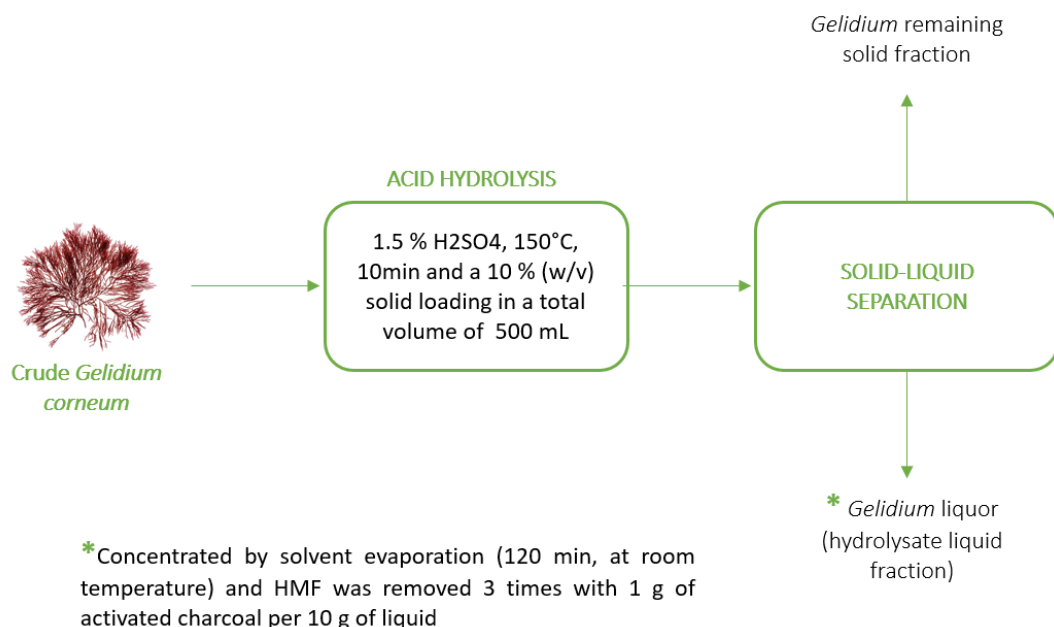 Gelidium remaining
solid fraction
ACID HYDROLYSIS
1.5 % H2SO4, 150°C,
10min and a 10 % (w/v)
solid loading in a total
volume of 500 mL
SOLID-LIQUID
SEPARATION
Crude Gelidium
corneum
* Gelidium liquor
(hydrolysate liquid
fraction)
*Concentrated by solvent evaporation (120 min, at room
temperature) and HMF was removed 3 times with 1 g of
activated charcoal per 10 g of liquid